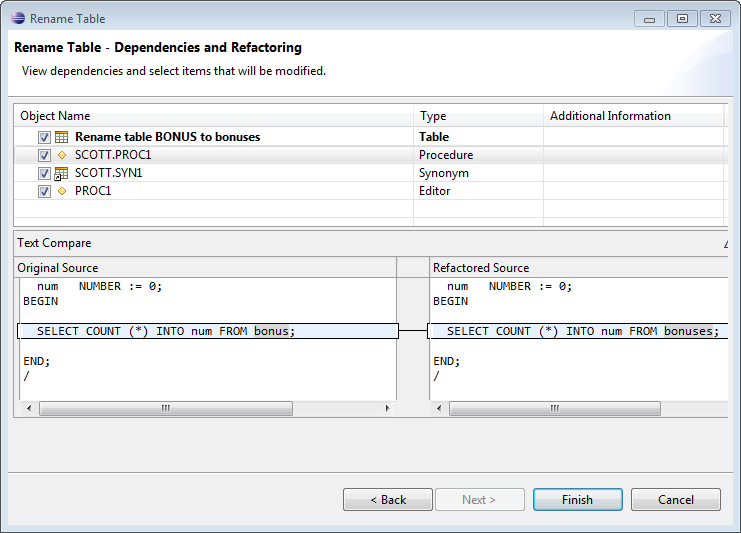 Rename Table
Rename Table - Dependencies and Refactoring
View dependencies and select items that will be modified.
Object Name Type Additional Information
Rename table BONUS to bonuses Table
SCOTT.PROC1 Procedure
SCOTT.SYN1 Synonym
PROC1 Editor
Text Compare
Original Source Refactored Source
num NUMBER := 0; num NUMBER := 0;
BEGIN BEGIN
SELECT COUNT (*) INTO num FROM bonus; SELECT COUNT (*) INTO num FROM bonuses;
END; END;
/ /
< Back Next > Finish Cancel